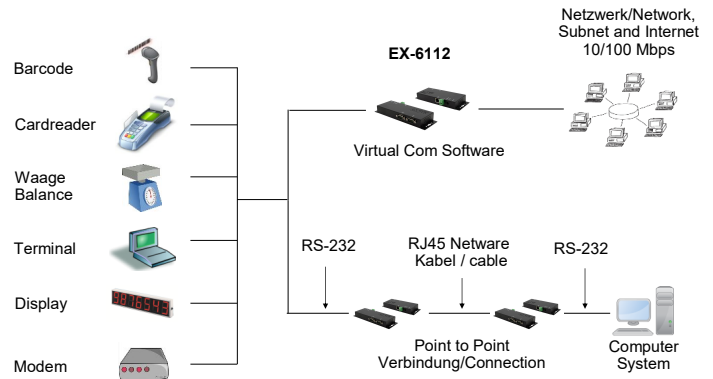 Netzwerk/Network,
Subnet and Internet
10/100 Mbps
EX-6112
Barcode
Cardreader
Virtual Com Software
Waage
Balance
Terminal
RS-232
RJ45 Netware
Kabel / cable
RS-232
Display
9876543
Point to Point
Verbindung/Connection
Computer
System
Modem